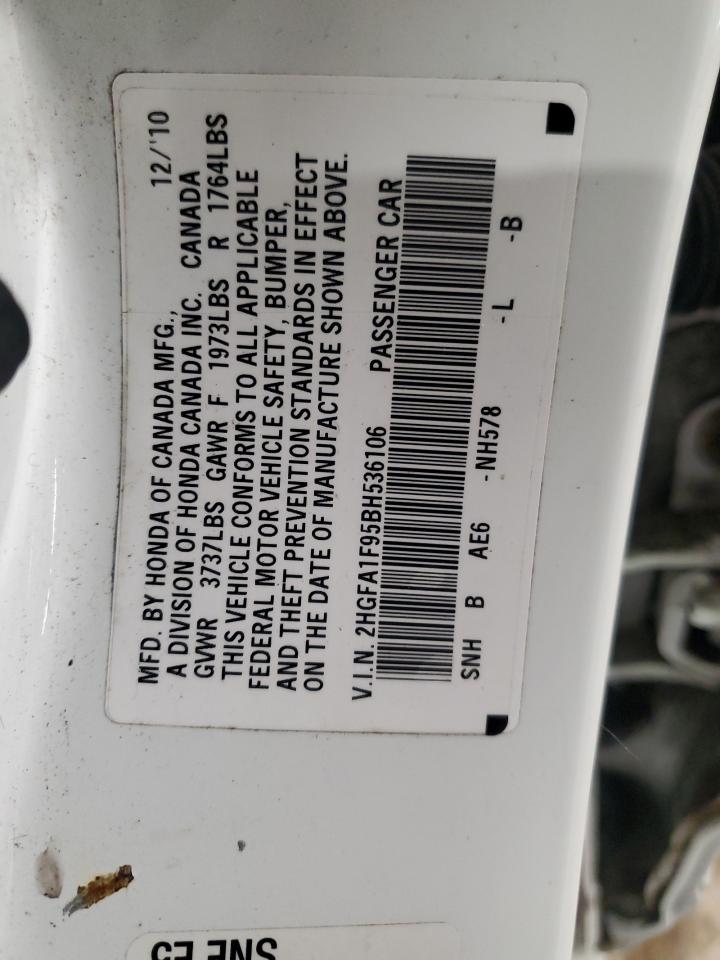 MFD. BY HONDA OF CANADA MFG., 12/'10
A DIVISION OF HONDA CANADA INC. CANADA
GVWR 3737LBS GAWR F 1973LBS R 1764LBS
THIS VEHICLE CONFORMS TO ALL APPLICABLE
FEDERAL MOTOR VEHICLE SAFETY, BUMPER,
AND THEFT PREVENTION STANDARDS IN EFFECT
ON THE DATE OF MANUFACTURE SHOWN ABOVE.
V.I.N. 2HGFA1F95BH536106 PASSENGER CAR
SNH B AE6 -NH578 -L -B